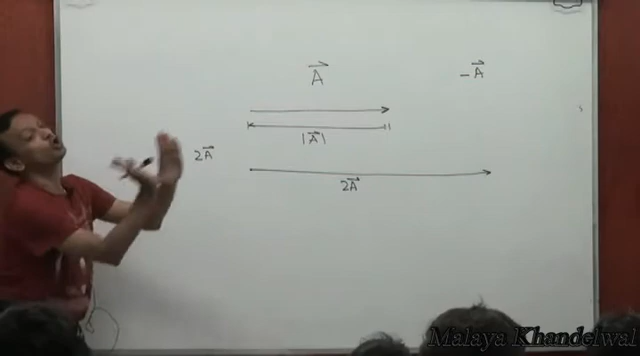 A⃗ -A⃗
|A⃗|
2A⃗
2A⃗
Malaya Khandelwal